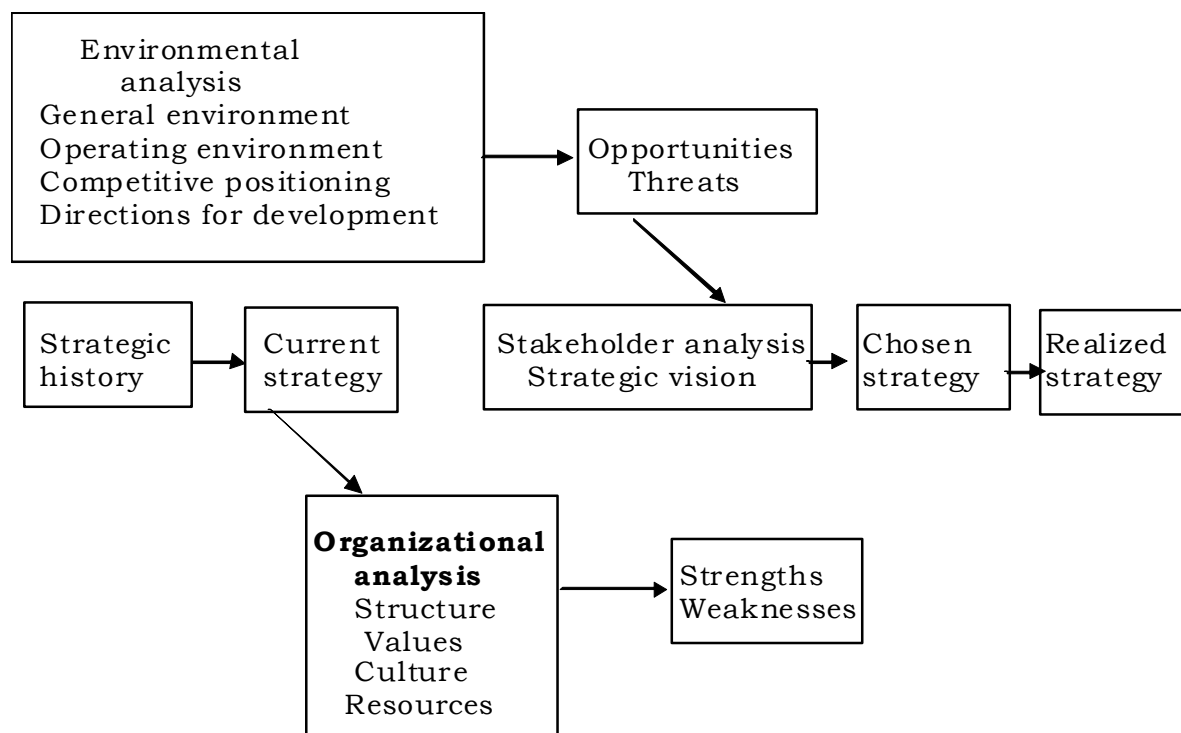 Environmental
analysis
General environment
Operating environment
Competitive positioning
Directions for development
Opportunities
Threats
Strategic
history
Current
strategy
Stakeholder analysis
Strategic vision
Chosen
strategy
Realized
strategy
Organizational
analysis
Structure
Values
Culture
Resources
Strengths
Weaknesses